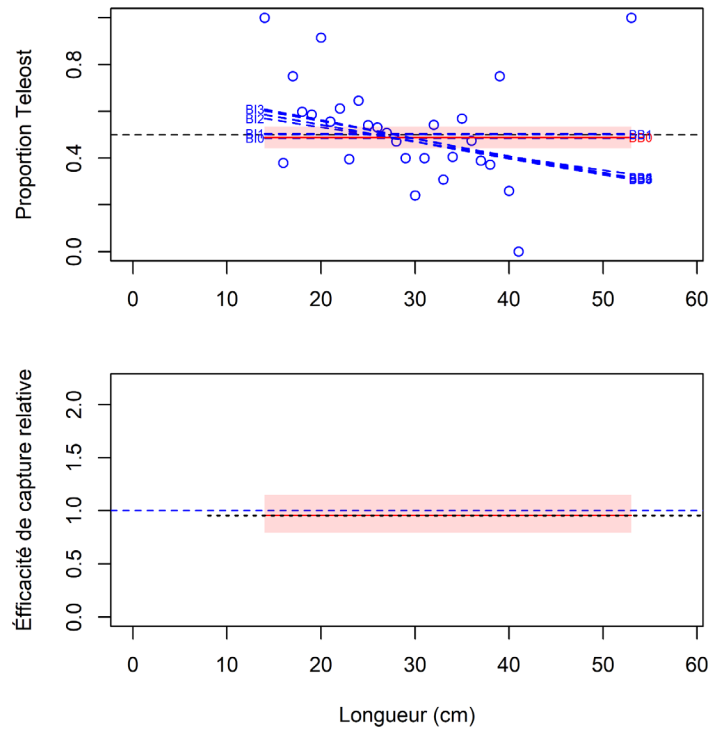 Proportion Teleost
0.8
0.4
0.0
BI3
BI2
BI1
BI0
BB1
BB0
0 10 20 30 40 50 60
Éfficacité de capture relative
2.0
1.5
1.0
0.5
0.0
0 10 20 30 40 50 60
Longueur (cm)